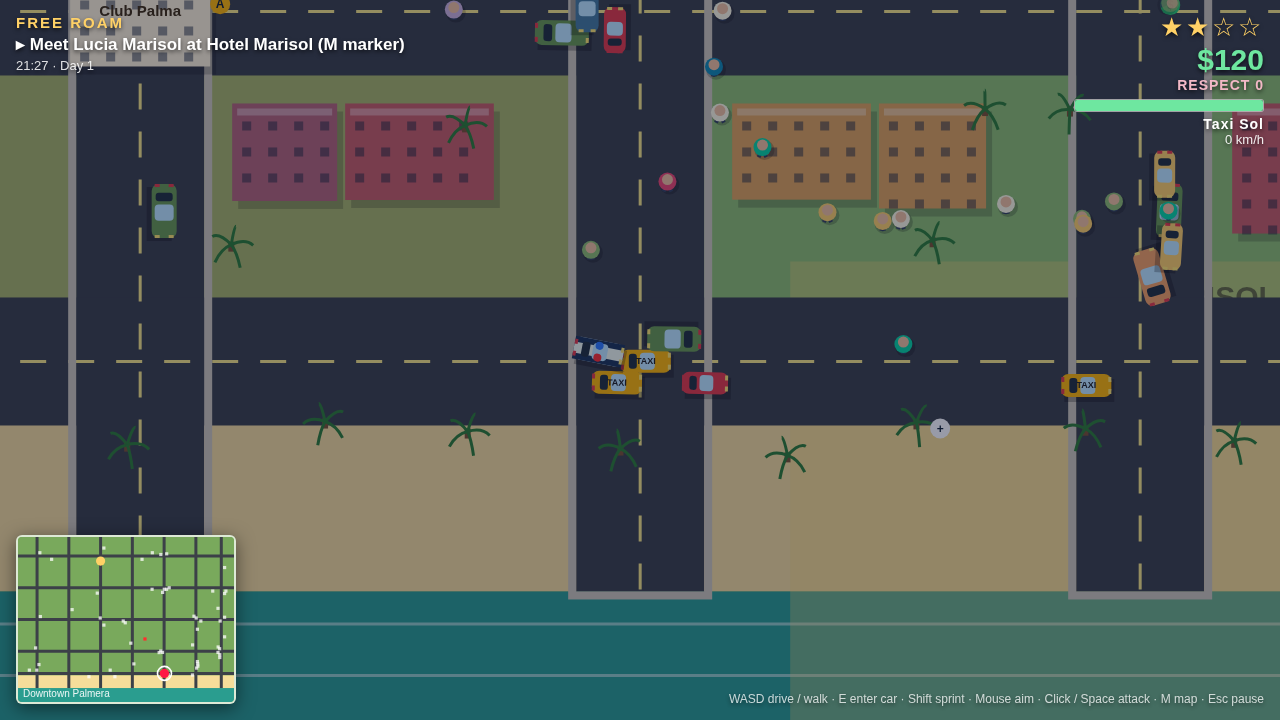 Club Palma
A
FREE ROAM
▸ Meet Lucia Marisol at Hotel Marisol (M marker)
21:27 · Day 1
★★☆☆
$120
RESPECT 0
Taxi Sol
0 km/h
TAXI
TAXI
TAXI
+
Downtown Palmera
WASD drive / walk · E enter car · Shift sprint · Mouse aim · Click / Space attack · M map · Esc pause